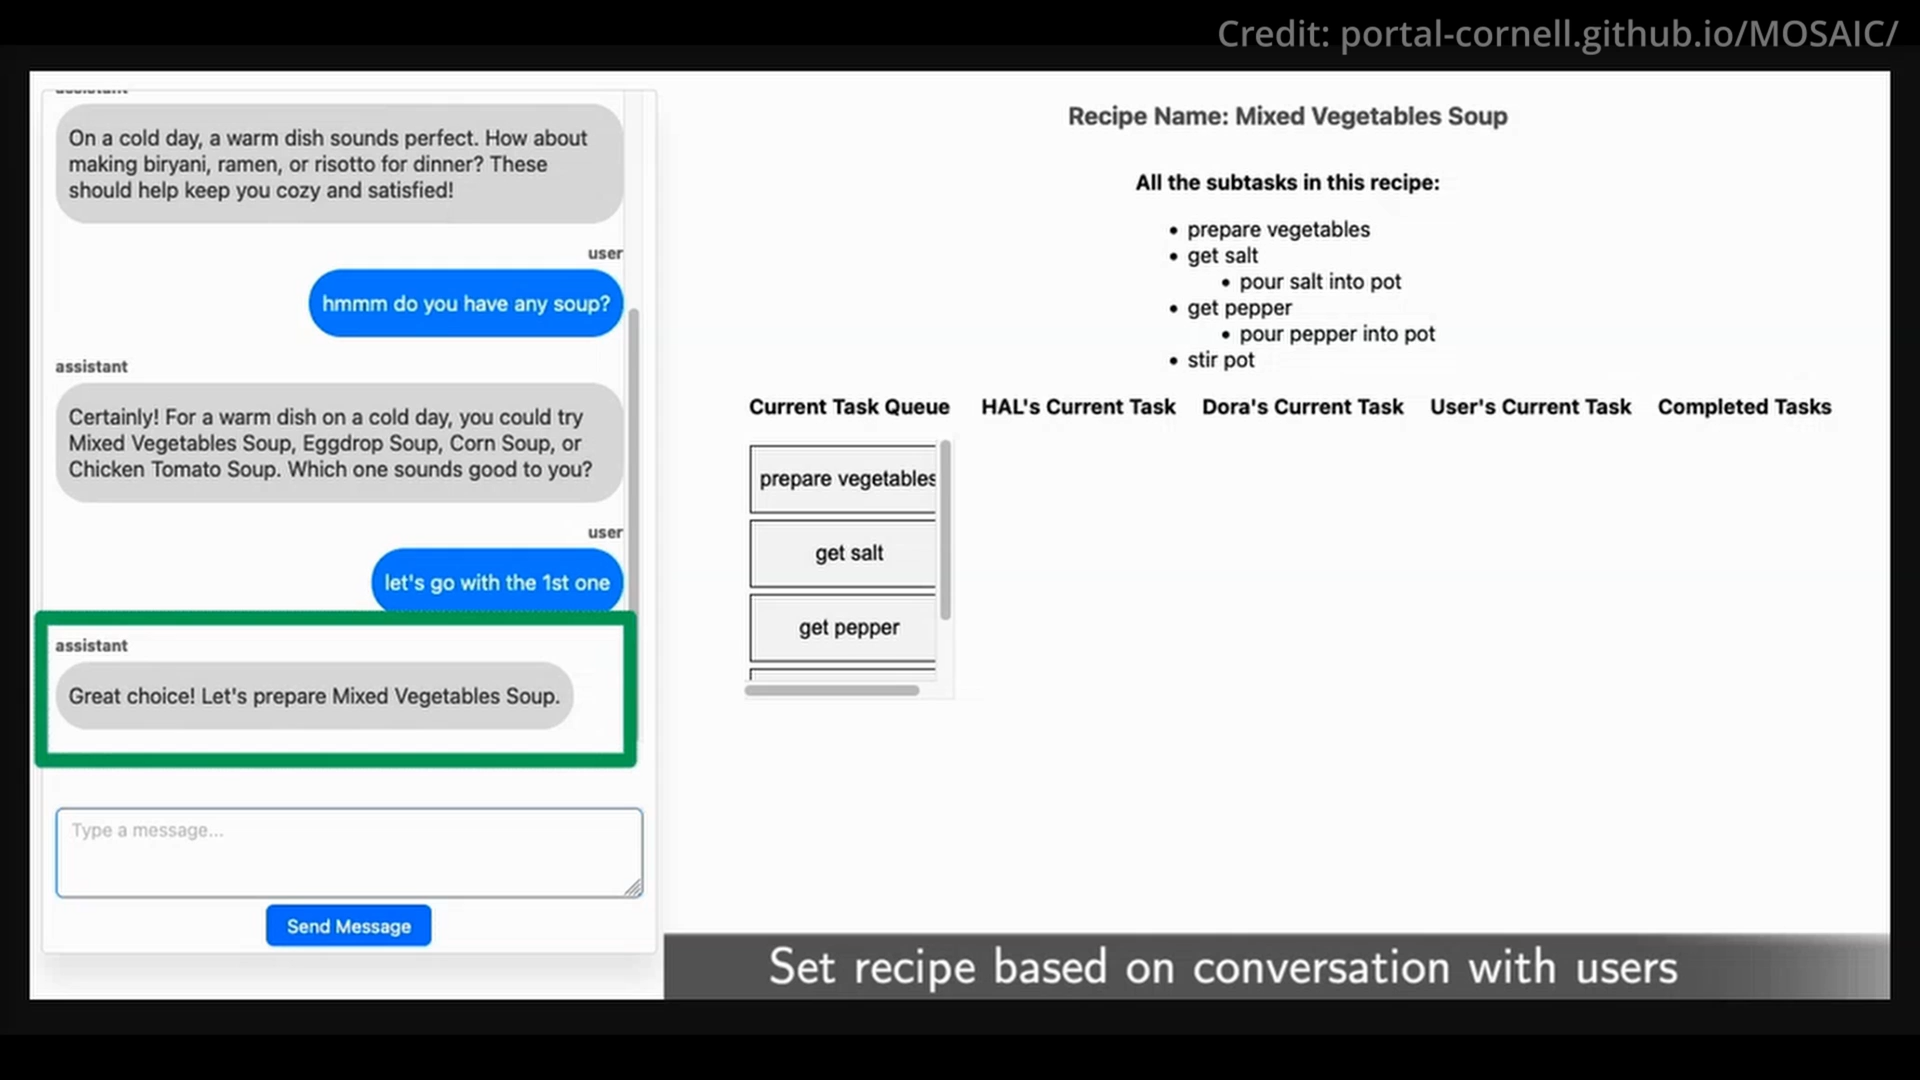 Credit: portal-cornell.github.io/MOSAIC/
assistant
On a cold day, a warm dish sounds perfect. How about
making biryani, ramen, or risotto for dinner? These
should help keep you cozy and satisfied!
user
hmmm do you have any soup?
assistant
Certainly! For a warm dish on a cold day, you could try
Mixed Vegetables Soup, Eggdrop Soup, Corn Soup, or
Chicken Tomato Soup. Which one sounds good to you?
user
let's go with the 1st one
assistant
Great choice! Let's prepare Mixed Vegetables Soup.
Type a message...
Send Message
Recipe Name: Mixed Vegetables Soup
All the subtasks in this recipe:
• prepare vegetables
• get salt
• pour salt into pot
• get pepper
• pour pepper into pot
• stir pot
Current Task Queue HAL's Current Task Dora's Current Task User's Current Task Completed Tasks
prepare vegetables
get salt
get pepper
Set recipe based on conversation with users